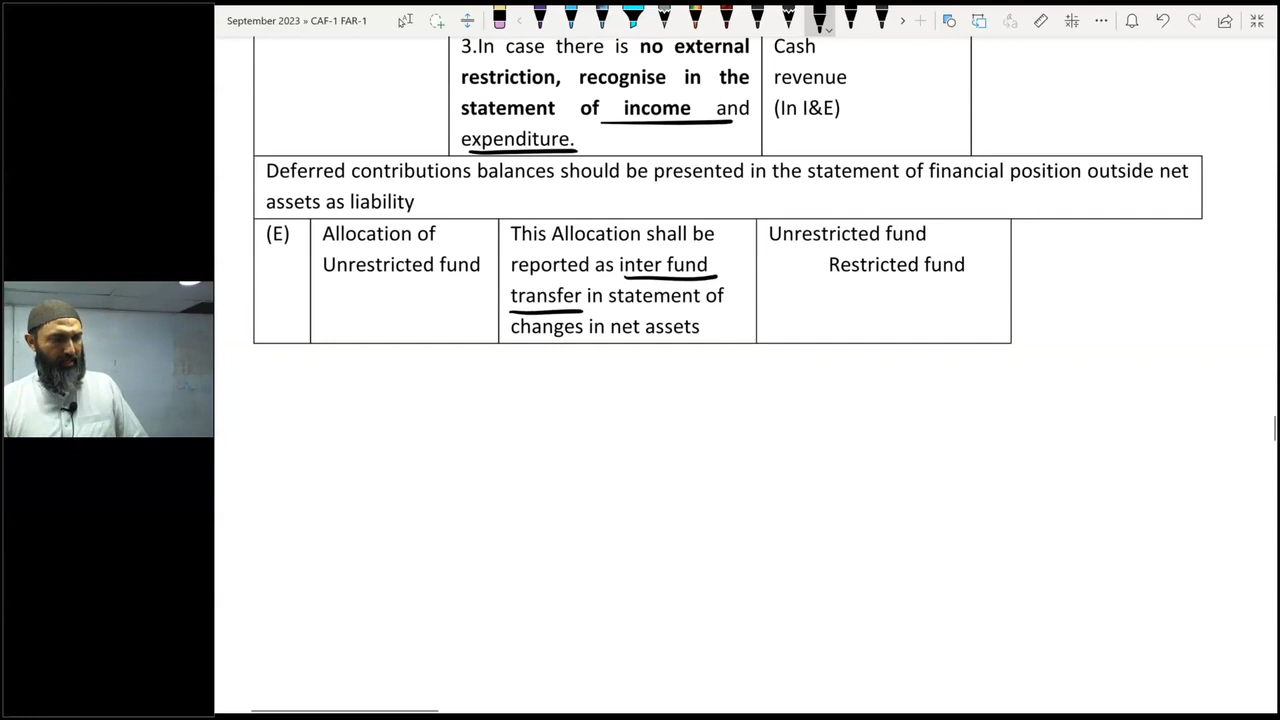 September 2023 » CAF-1 FAR-1
3.In case there is no external
restriction, recognise in the
statement of income and
expenditure.
Cash
revenue
(In I&E)
Deferred contributions balances should be presented in the statement of financial position outside net
assets as liability
(E)
Allocation of
Unrestricted fund
This Allocation shall be
reported as inter fund
transfer in statement of
changes in net assets
Unrestricted fund
Restricted fund